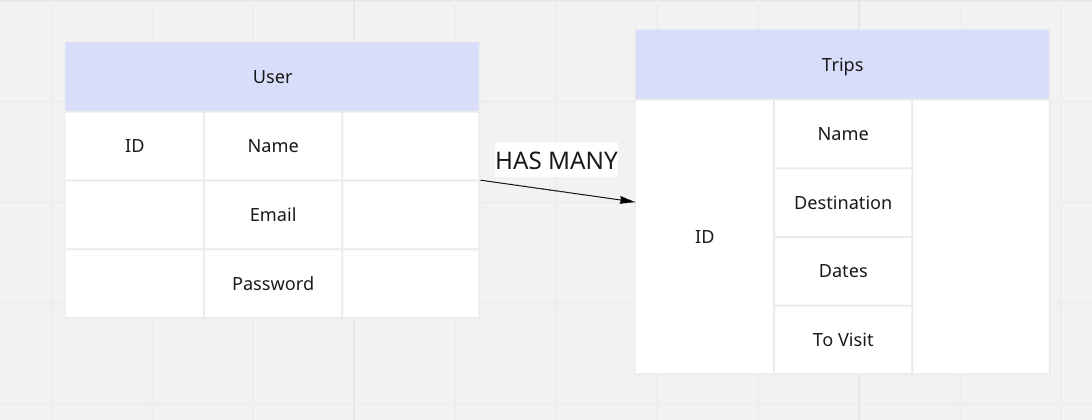 User
ID Name
Email
Password
HAS MANY
Trips
ID
Name
Destination
Dates
To Visit